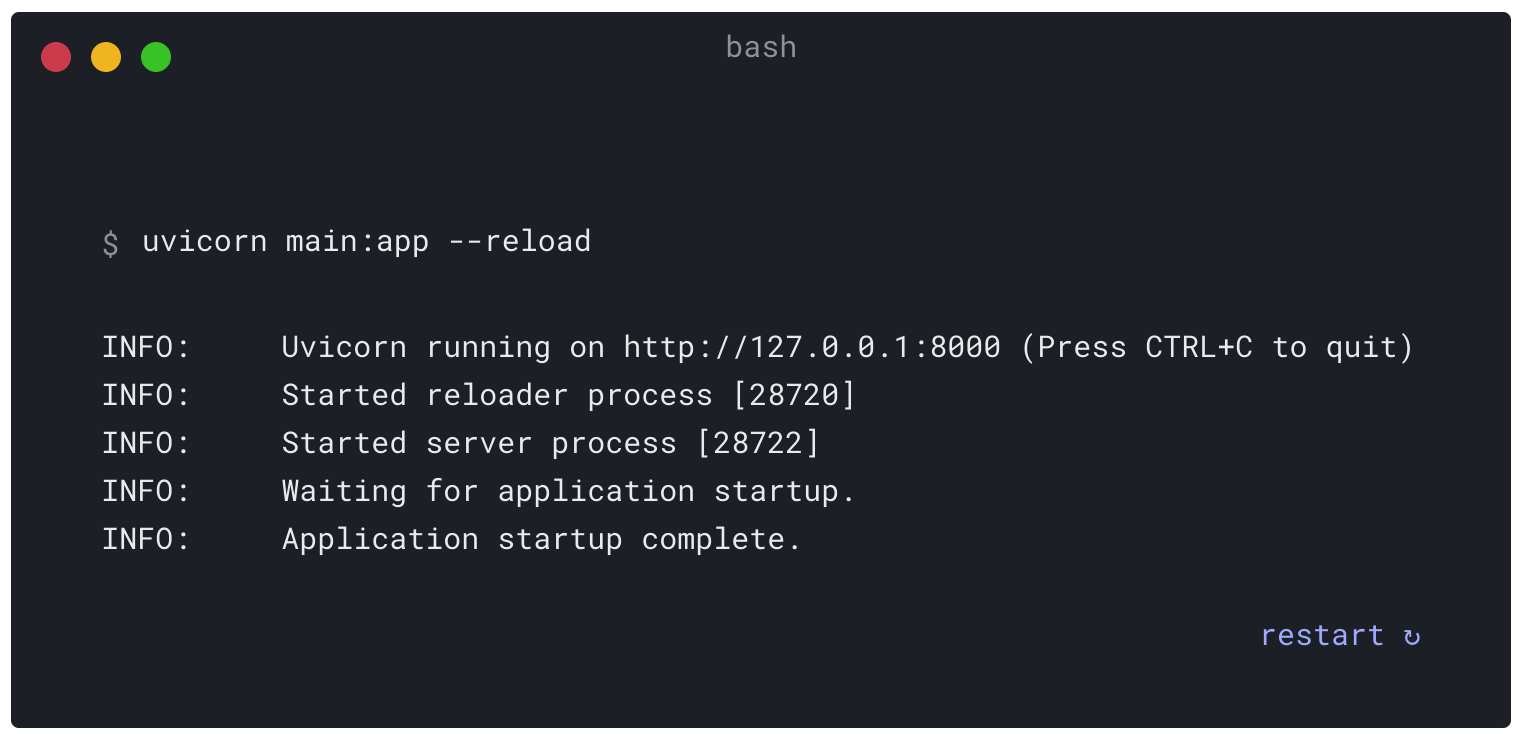 bash
$ uvicorn main:app --reload
INFO:     Uvicorn running on http://127.0.0.1:8000 (Press CTRL+C to quit)
INFO:     Started reloader process [28720]
INFO:     Started server process [28722]
INFO:     Waiting for application startup.
INFO:     Application startup complete.
restart ↻